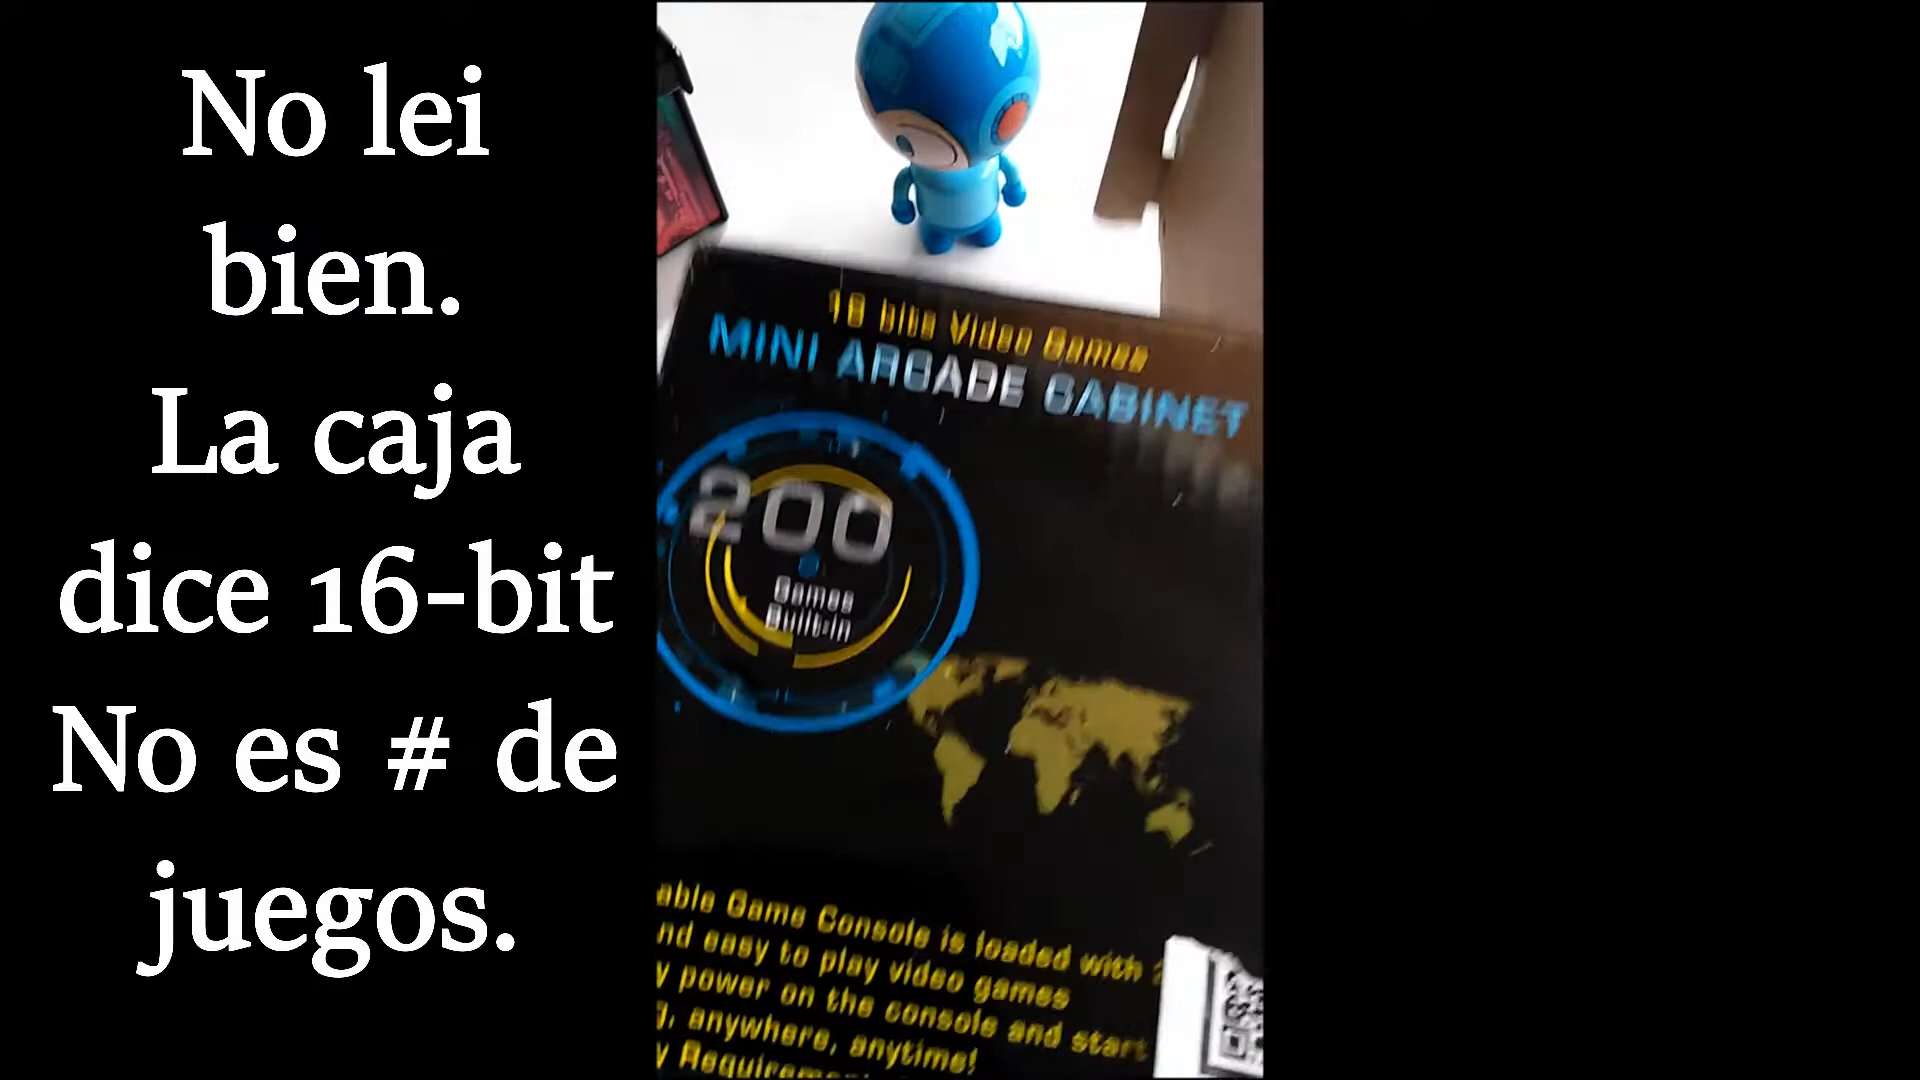 No lei
bien.
La caja
dice 16-bit
No es # de
juegos.
16 bits Video Games
MINI ARCADE CABINET
200
Games
Built-in
able Game Console is loaded with
nd easy to play video games
y power on the console and start
g, anywhere, anytime!